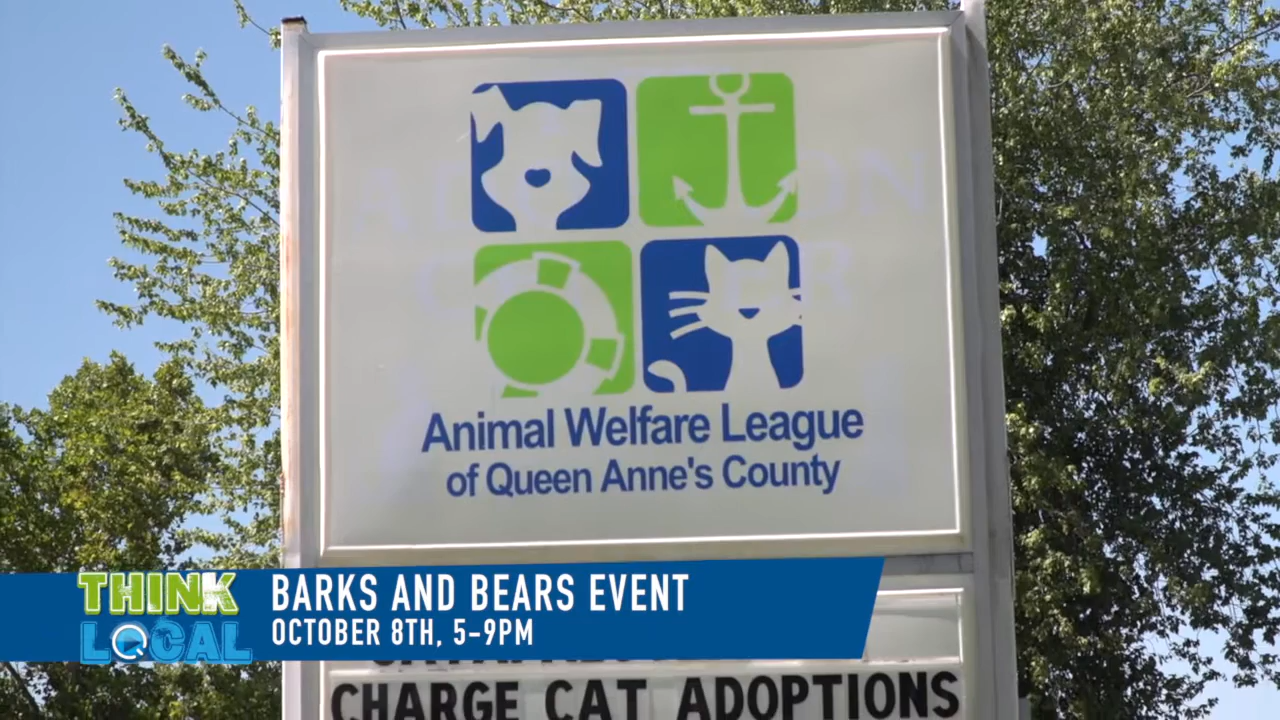 Animal Welfare League
of Queen Anne's County
THINK
LOCAL
BARKS AND BEARS EVENT
OCTOBER 8TH, 5-9PM
CHARGE CAT ADOPTIONS